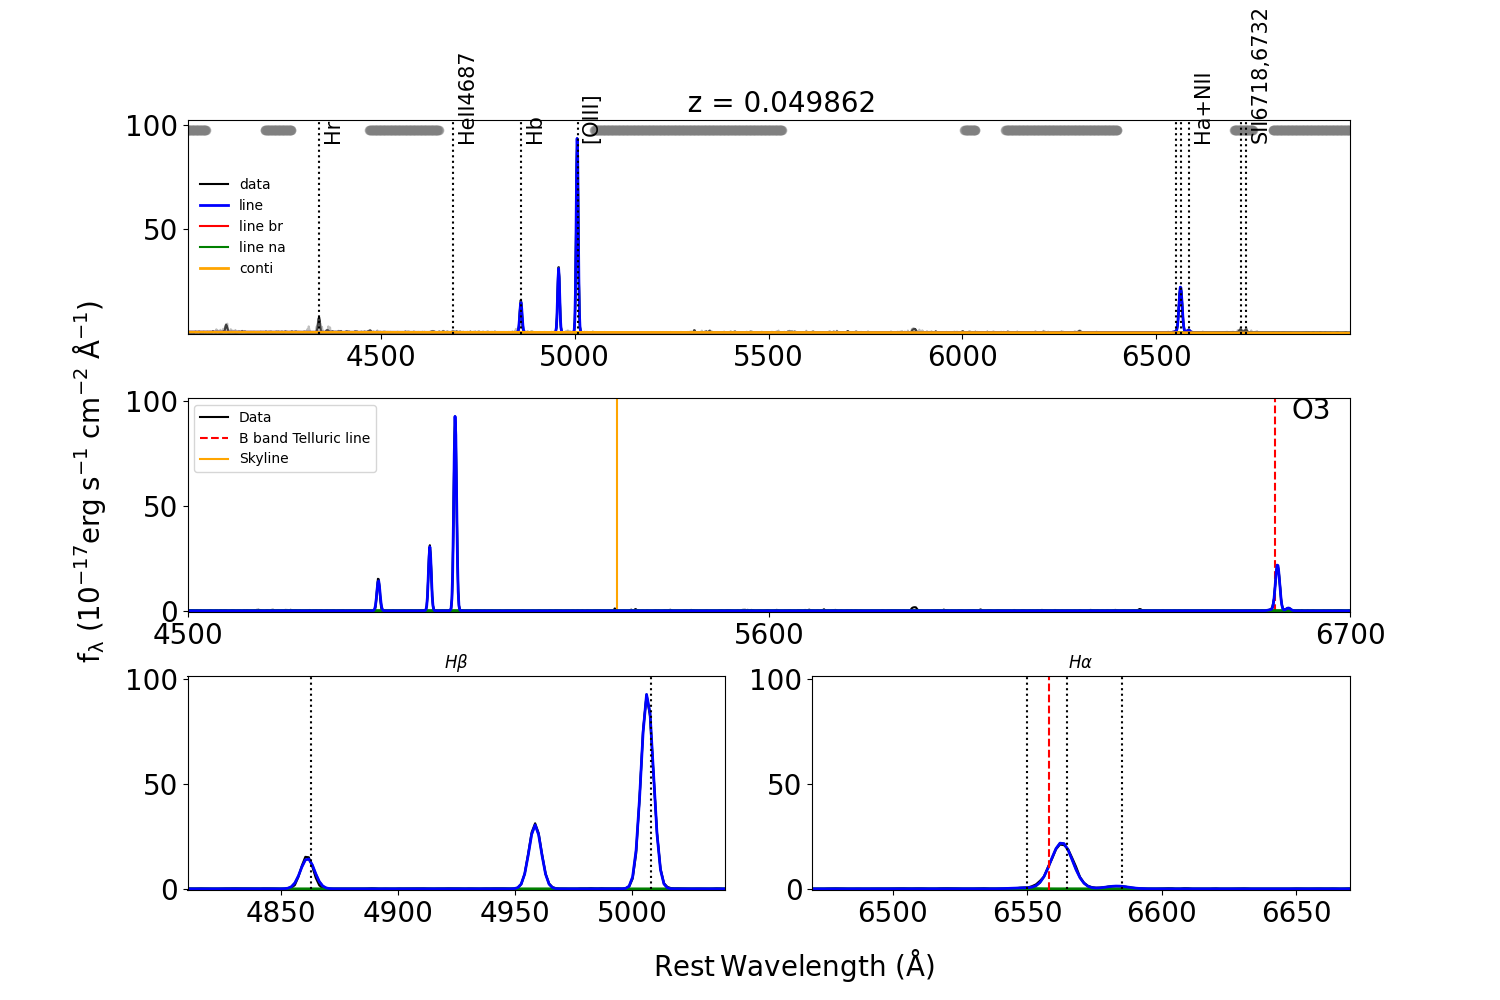 Hr
HeII4687
Hb
[OIII]
Ha+NII
SII6718,6732
z = 0.049862
100
50
data
line
line br
line na
conti
4500 5000 5500 6000 6500
f_λ (10^−17 erg s^−1 cm^−2 Å^−1)
100
50
0
Data
B band Telluric line
Skyline
O3
4500 5600 6700
Hβ
100
50
0
4850 4900 4950 5000
Hα
100
50
0
6500 6550 6600 6650
Rest Wavelength (Å)